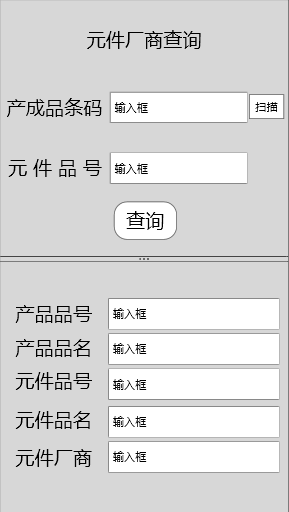 元件厂商查询
产成品条码 输入框 扫描
元件品号 输入框
查询
产品品号 输入框
产品品名 输入框
元件品号 输入框
元件品名 输入框
元件厂商 输入框